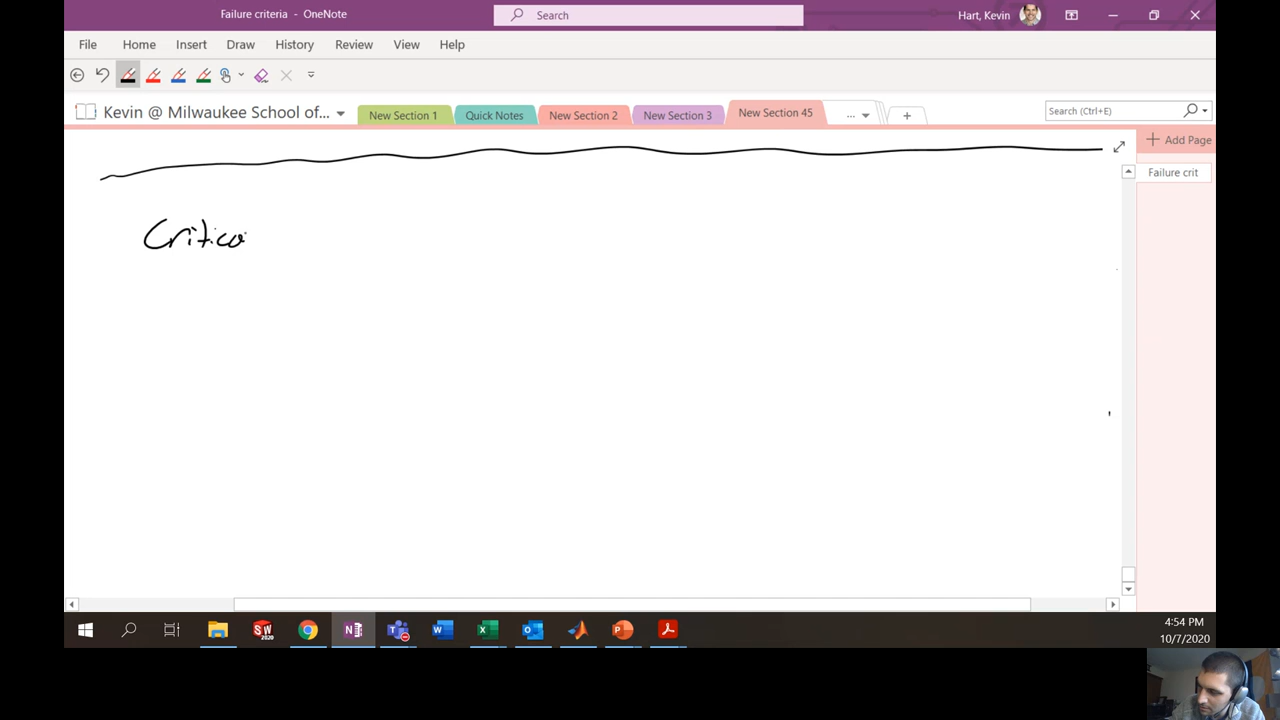 Failure criteria - OneNote
Search
Hart, Kevin
File Home Insert Draw History Review View Help
Kevin @ Milwaukee School of...
New Section 1
Quick Notes
New Section 2
New Section 3
New Section 45
...
Search (Ctrl+E)
Add Page
Failure crit
Critica
4:54 PM
10/7/2020